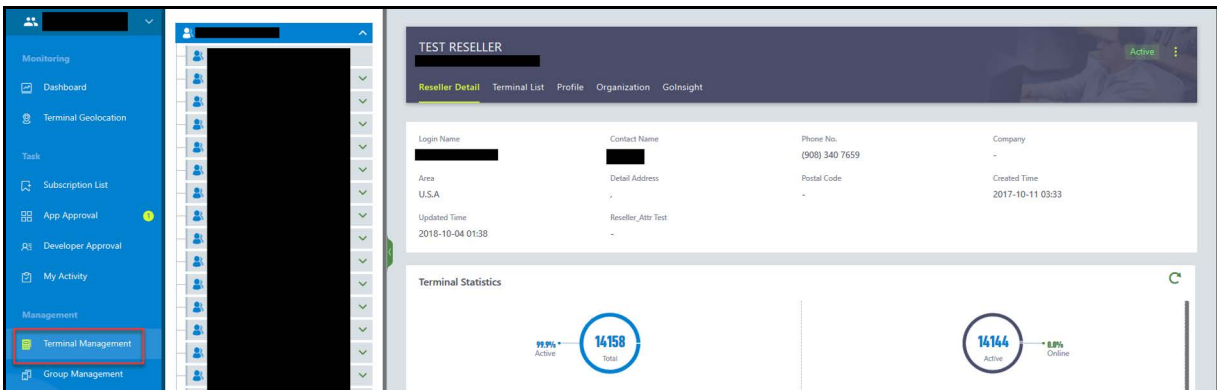 Monitoring
Dashboard
Terminal Geolocation
Task
Subscription List
App Approval 1
Developer Approval
My Activity
Management
Terminal Management
Group Management
TEST RESELLER
Active
Reseller Detail Terminal List Profile Organization GoInsight
Login Name Contact Name Phone No. Company
(908) 340 7659 -
Area Detail Address Postal Code Created Time
U.S.A . - 2017-10-11 03:33
Updated Time Reseller_Attr Test
2018-10-04 01:38 -
Terminal Statistics
99.9% Active 14158 Total
14144 Active 0.0% Online